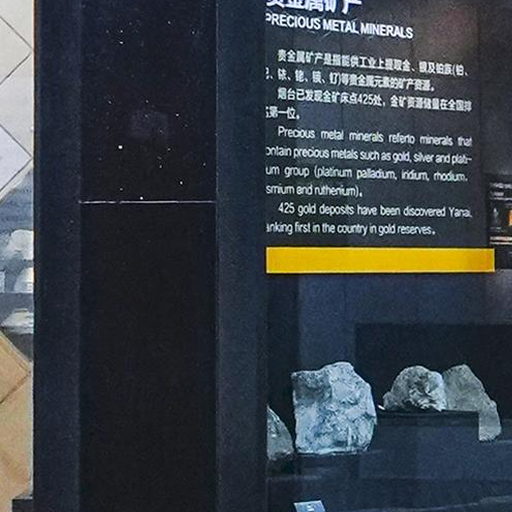 贵金属矿产
PRECIOUS METAL MINERALS
贵金属矿产是指能供工业上提取金、银及铂族(铂、
钯、铱、铑、锇、钌)等贵金属元素的矿产资源。
烟台已发现金矿床点425处，金矿资源储量在全国排
第一位。
Precious metal minerals referto minerals that
ontain precious metals such as gold, silver and plati-
um group (platinum palladium, iridium, rhodium,
smium and ruthenium).
425 gold deposits have been discovered Yanai,
anking first in the country in gold reserves.